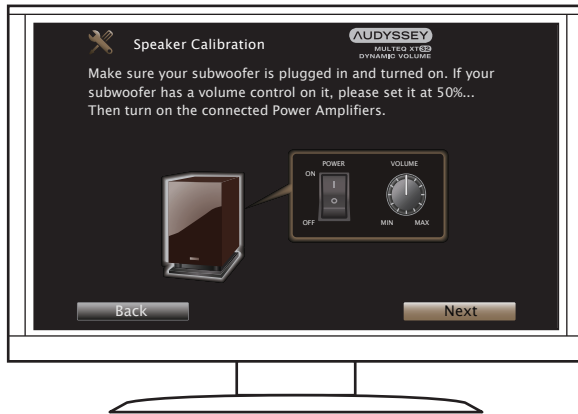 Speaker Calibration
AUDYSSEY
MULTEQ XT32
DYNAMIC VOLUME
Make sure your subwoofer is plugged in and turned on. If your
subwoofer has a volume control on it, please set it at 50%...
Then turn on the connected Power Amplifiers.
POWER
VOLUME
ON
I
O
OFF
MIN
MAX
Back
Next